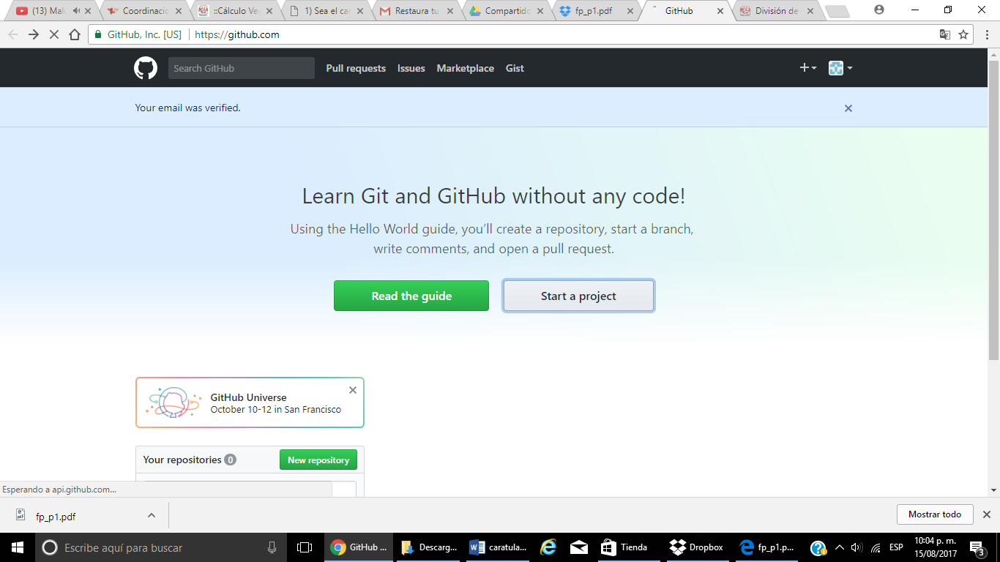 (13) Malu
Coordinacio
::Cálculo Vec
1) Sea el car
Restaura tu
Compartido
fp_p1.pdf
GitHub
División de
GitHub, Inc. [US]
https://github.com
Search GitHub
Pull requests
Issues
Marketplace
Gist
Your email was verified.
Learn Git and GitHub without any code!
Using the Hello World guide, you’ll create a repository, start a branch,
write comments, and open a pull request.
Read the guide
Start a project
GitHub Universe
October 10-12 in San Francisco
Your repositories 0
New repository
Esperando a api.github.com...
fp_p1.pdf
Mostrar todo
Escribe aquí para buscar
GitHub ...
Descarg...
caratula...
Tienda
Dropbox
fp_p1.p...
ESP
10:04 p. m.
15/08/2017
3